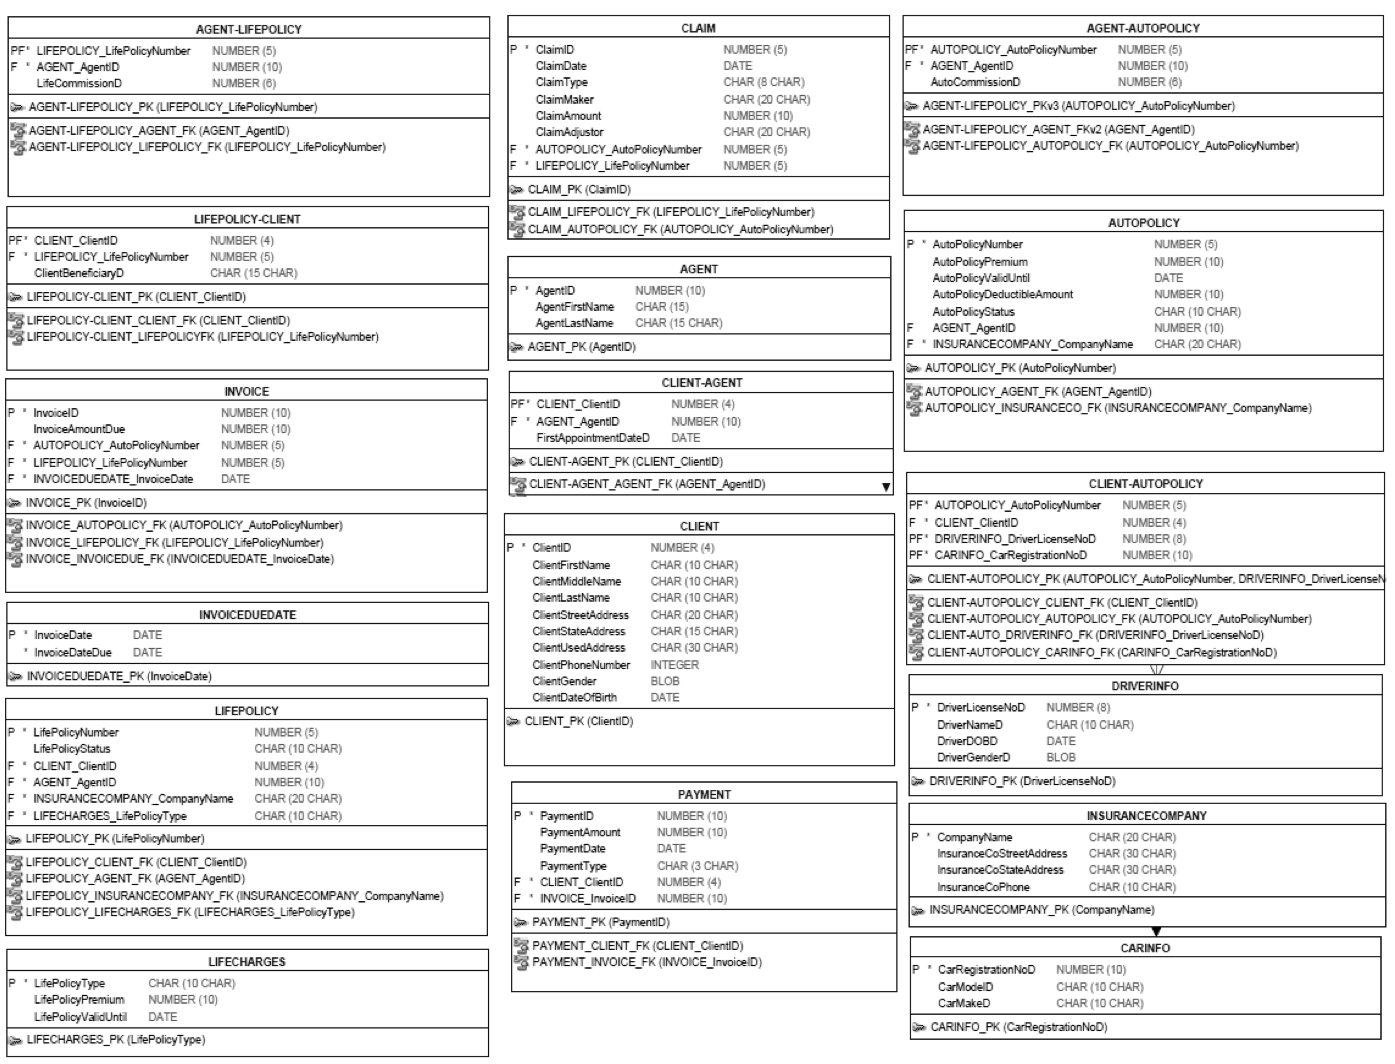 AGENT-LIFEPOLICY
PF* LIFEPOLICY_LifePolicyNumber NUMBER (5)
F * AGENT_AgentID NUMBER (10)
LifeCommissionD NUMBER (6)
AGENT-LIFEPOLICY_PK (LIFEPOLICY_LifePolicyNumber)
AGENT-LIFEPOLICY_AGENT_FK (AGENT_AgentID)
AGENT-LIFEPOLICY_LIFEPOLICY_FK (LIFEPOLICY_LifePolicyNumber)
LIFEPOLICY-CLIENT
PF* CLIENT_ClientID NUMBER (4)
F * LIFEPOLICY_LifePolicyNumber NUMBER (5)
ClientBeneficiaryD CHAR (15 CHAR)
LIFEPOLICY-CLIENT_PK (CLIENT_ClientID)
LIFEPOLICY-CLIENT_CLIENT_FK (CLIENT_ClientID)
LIFEPOLICY-CLIENT_LIFEPOLICYFK (LIFEPOLICY_LifePolicyNumber)
INVOICE
P * InvoiceID NUMBER (10)
InvoiceAmountDue NUMBER (10)
F * AUTOPOLICY_AutoPolicyNumber NUMBER (5)
F * LIFEPOLICY_LifePolicyNumber NUMBER (5)
F * INVOICEDUEDATE_InvoiceDate DATE
INVOICE_PK (InvoiceID)
INVOICE_AUTOPOLICY_FK (AUTOPOLICY_AutoPolicyNumber)
INVOICE_LIFEPOLICY_FK (LIFEPOLICY_LifePolicyNumber)
INVOICE_INVOICEDUE_FK (INVOICEDUEDATE_InvoiceDate)
INVOICEDUEDATE
P * InvoiceDate DATE
* InvoiceDateDue DATE
INVOICEDUEDATE_PK (InvoiceDate)
LIFEPOLICY
P * LifePolicyNumber NUMBER (5)
LifePolicyStatus CHAR (10 CHAR)
F * CLIENT_ClientID NUMBER (4)
F * AGENT_AgentID NUMBER (10)
F * INSURANCECOMPANY_CompanyName CHAR (20 CHAR)
F * LIFECHARGES_LifePolicyType CHAR (10 CHAR)
LIFEPOLICY_PK (LifePolicyNumber)
LIFEPOLICY_CLIENT_FK (CLIENT_ClientID)
LIFEPOLICY_AGENT_FK (AGENT_AgentID)
LIFEPOLICY_INSURANCECOMPANY_FK (INSURANCECOMPANY_CompanyName)
LIFEPOLICY_LIFECHARGES_FK (LIFECHARGES_LifePolicyType)
LIFECHARGES
P * LifePolicyType CHAR (10 CHAR)
LifePolicyPremium NUMBER (10)
LifePolicyValidUntil DATE
LIFECHARGES_PK (LifePolicyType)
CLAIM
P * ClaimID NUMBER (5)
ClaimDate DATE
ClaimType CHAR (8 CHAR)
ClaimMaker CHAR (20 CHAR)
ClaimAmount NUMBER (10)
ClaimAdjustor CHAR (20 CHAR)
F * AUTOPOLICY_AutoPolicyNumber NUMBER (5)
F * LIFEPOLICY_LifePolicyNumber NUMBER (5)
CLAIM_PK (ClaimID)
CLAIM_LIFEPOLICY_FK (LIFEPOLICY_LifePolicyNumber)
CLAIM_AUTOPOLICY_FK (AUTOPOLICY_AutoPolicyNumber)
AGENT
P * AgentID NUMBER (10)
AgentFirstName CHAR (15)
AgentLastName CHAR (15 CHAR)
AGENT_PK (AgentID)
CLIENT-AGENT
PF* CLIENT_ClientID NUMBER (4)
F * AGENT_AgentID NUMBER (10)
FirstAppointmentDateD DATE
CLIENT-AGENT_PK (CLIENT_ClientID)
CLIENT-AGENT_AGENT_FK (AGENT_AgentID)
CLIENT
P * ClientID NUMBER (4)
ClientFirstName CHAR (10 CHAR)
ClientMiddleName CHAR (10 CHAR)
ClientLastName CHAR (10 CHAR)
ClientStreetAddress CHAR (20 CHAR)
ClientStateAddress CHAR (15 CHAR)
ClientUsedAddress CHAR (30 CHAR)
ClientPhoneNumber INTEGER
ClientGender BLOB
ClientDateOfBirth DATE
CLIENT_PK (ClientID)
PAYMENT
P * PaymentID NUMBER (10)
PaymentAmount NUMBER (10)
PaymentDate DATE
PaymentType CHAR (3 CHAR)
F * CLIENT_ClientID NUMBER (4)
F * INVOICE_InvoiceID NUMBER (10)
PAYMENT_PK (PaymentID)
PAYMENT_CLIENT_FK (CLIENT_ClientID)
PAYMENT_INVOICE_FK (INVOICE_InvoiceID)
AGENT-AUTOPOLICY
PF* AUTOPOLICY_AutoPolicyNumber NUMBER (5)
F * AGENT_AgentID NUMBER (10)
AutoCommissionD NUMBER (6)
AGENT-LIFEPOLICY_PKv3 (AUTOPOLICY_AutoPolicyNumber)
AGENT-LIFEPOLICY_AGENT_FKv2 (AGENT_AgentID)
AGENT-LIFEPOLICY_AUTOPOLICY_FK (AUTOPOLICY_AutoPolicyNumber)
AUTOPOLICY
P * AutoPolicyNumber NUMBER (5)
AutoPolicyPremium NUMBER (10)
AutoPolicyValidUntil DATE
AutoPolicyDeductibleAmount NUMBER (10)
AutoPolicyStatus CHAR (10 CHAR)
F AGENT_AgentID NUMBER (10)
F * INSURANCECOMPANY_CompanyName CHAR (20 CHAR)
AUTOPOLICY_PK (AutoPolicyNumber)
AUTOPOLICY_AGENT_FK (AGENT_AgentID)
AUTOPOLICY_INSURANCECO_FK (INSURANCECOMPANY_CompanyName)
CLIENT-AUTOPOLICY
PF* AUTOPOLICY_AutoPolicyNumber NUMBER (5)
F * CLIENT_ClientID NUMBER (4)
PF* DRIVERINFO_DriverLicenseNoD NUMBER (8)
PF* CARINFO_CarRegistrationNoD NUMBER (10)
CLIENT-AUTOPOLICY_PK (AUTOPOLICY_AutoPolicyNumber, DRIVERINFO_DriverLicenseN
CLIENT-AUTOPOLICY_CLIENT_FK (CLIENT_ClientID)
CLIENT-AUTOPOLICY_AUTOPOLICY_FK (AUTOPOLICY_AutoPolicyNumber)
CLIENT-AUTO_DRIVERINFO_FK (DRIVERINFO_DriverLicenseNoD)
CLIENT-AUTOPOLICY_CARINFO_FK (CARINFO_CarRegistrationNoD)
DRIVERINFO
P * DriverLicenseNoD NUMBER (8)
DriverNameD CHAR (10 CHAR)
DriverDOBD DATE
DriverGenderD BLOB
DRIVERINFO_PK (DriverLicenseNoD)
INSURANCECOMPANY
P * CompanyName CHAR (20 CHAR)
InsuranceCoStreetAddress CHAR (30 CHAR)
InsuranceCoStateAddress CHAR (30 CHAR)
InsuranceCoPhone CHAR (10 CHAR)
INSURANCECOMPANY_PK (CompanyName)
CARINFO
P * CarRegistrationNoD NUMBER (10)
CarModelD CHAR (10 CHAR)
CarMakeD CHAR (10 CHAR)
CARINFO_PK (CarRegistrationNoD)